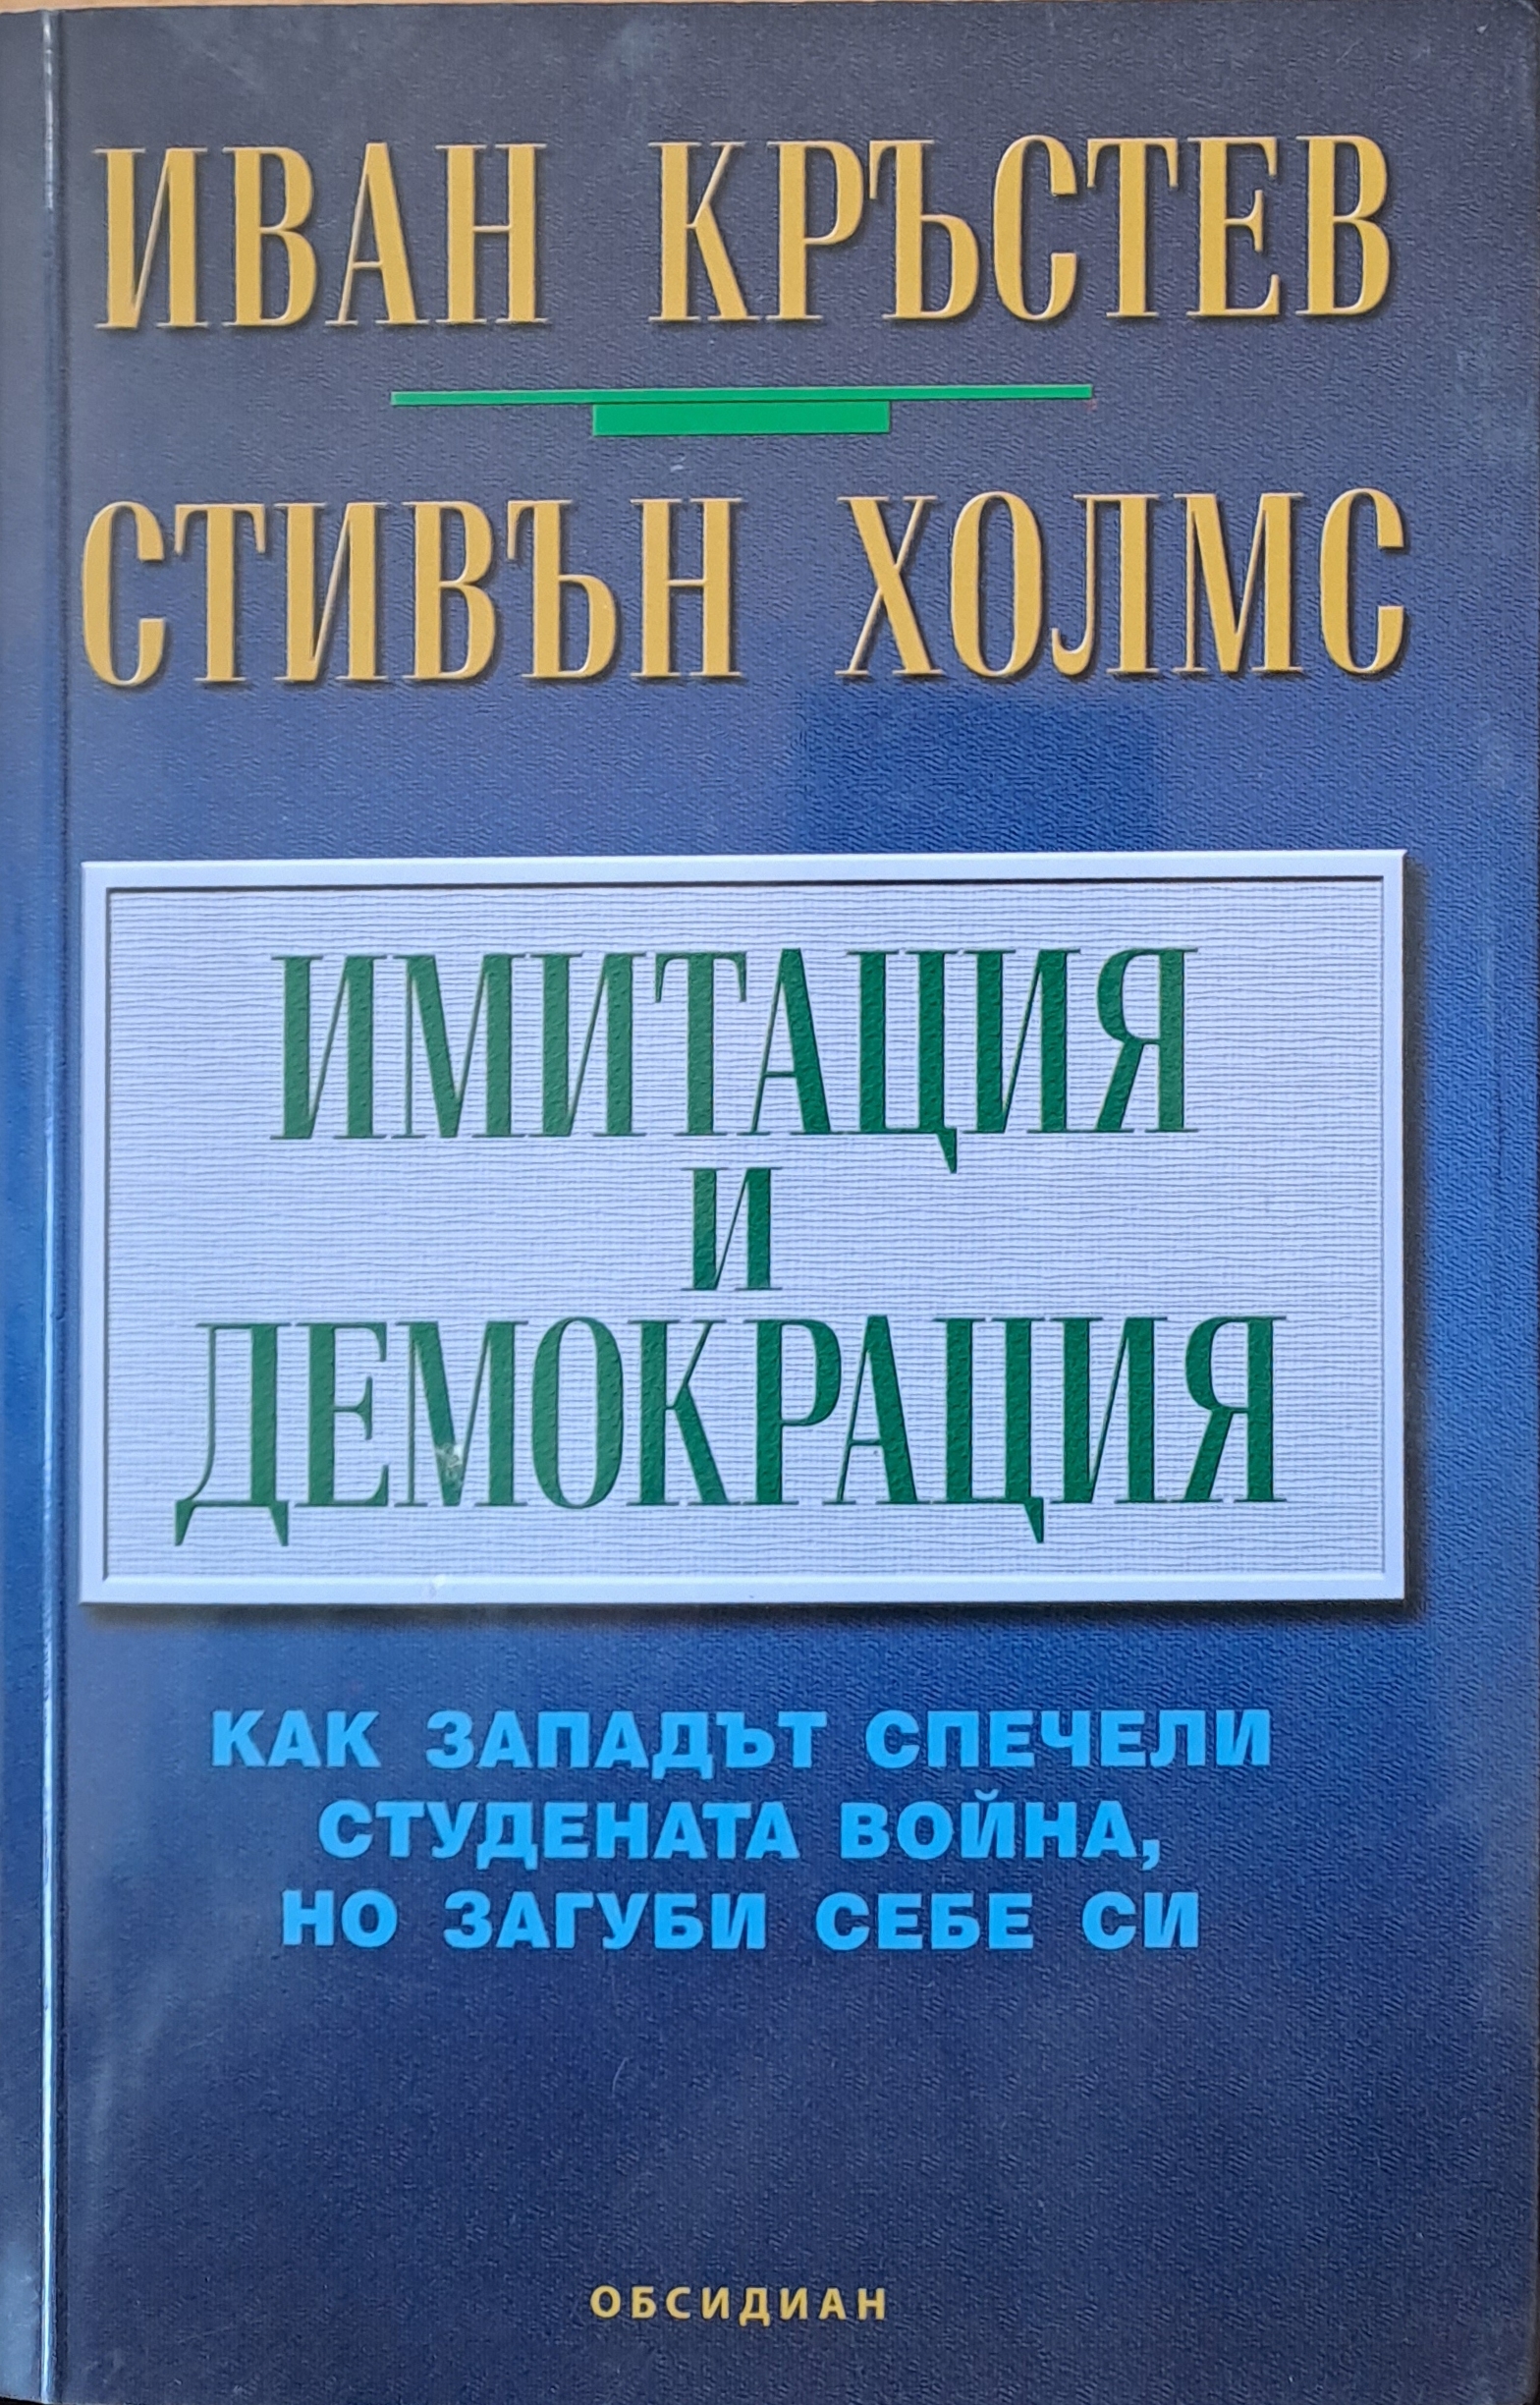 ИВАН КРЪСТЕВ
СТИВЪН ХОЛМС
ИМИТАЦИЯ
И
ДЕМОКРАЦИЯ
КАК ЗАПАДЪТ СПЕЧЕЛИ
СТУДЕНАТА ВОЙНА,
НО ЗАГУБИ СЕБЕ СИ
ОБСИДИАН